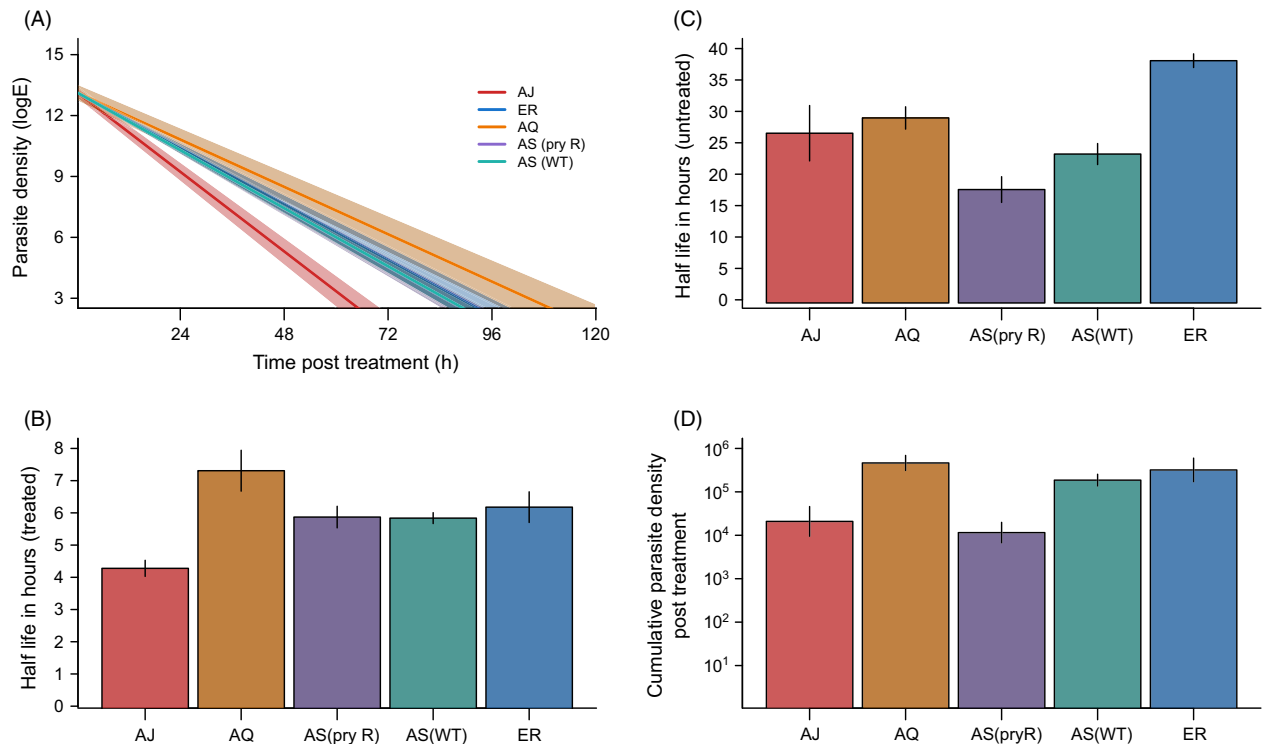 (A)
Parasite density (logE)
15
12
9
6
3
24 48 72 96 120
Time post treatment (h)
AJ
ER
AQ
AS (pry R)
AS (WT)
(C)
Half life in hours (untreated)
40
35
30
25
20
15
10
5
0
AJ AQ AS(pry R) AS(WT) ER
(B)
Half life in hours (treated)
8
7
6
5
4
3
2
1
0
AJ AQ AS(pry R) AS(WT) ER
(D)
Cumulative parasite density
post treatment
10⁶
10⁵
10⁴
10³
10²
10¹
AJ AQ AS(pryR) AS(WT) ER